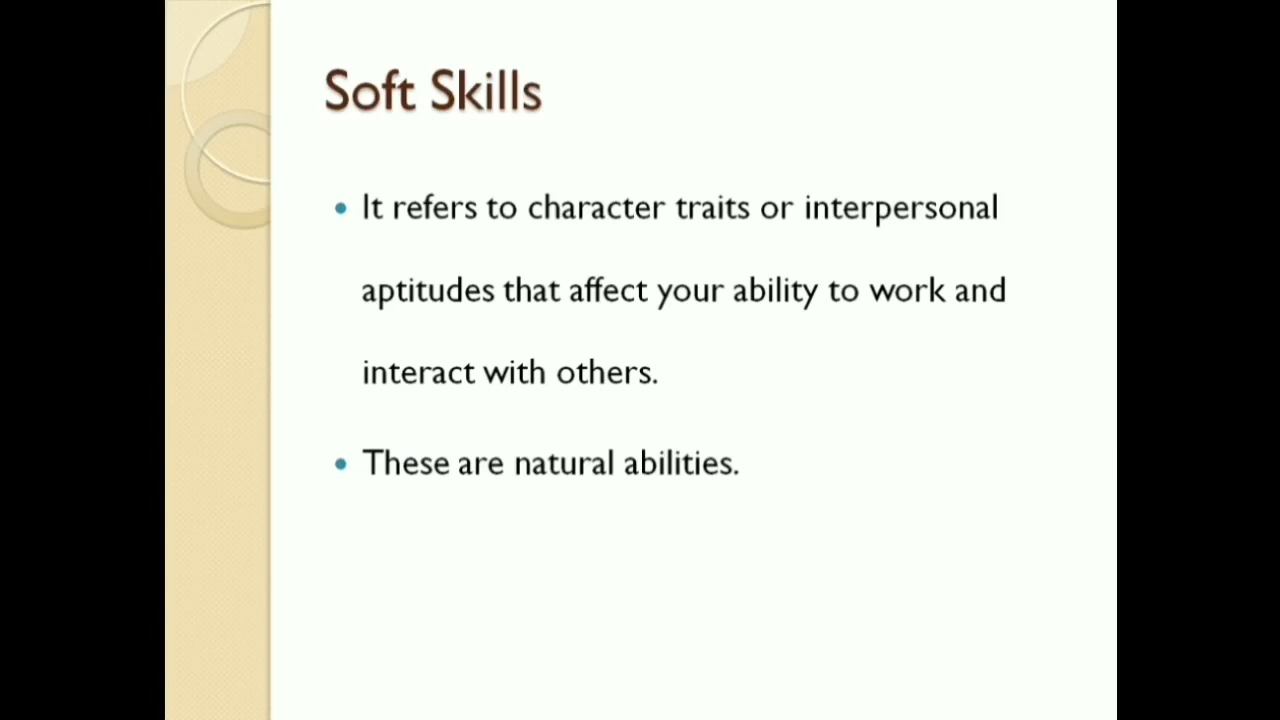 Soft Skills
• It refers to character traits or interpersonal
aptitudes that affect your ability to work and
interact with others.
• These are natural abilities.